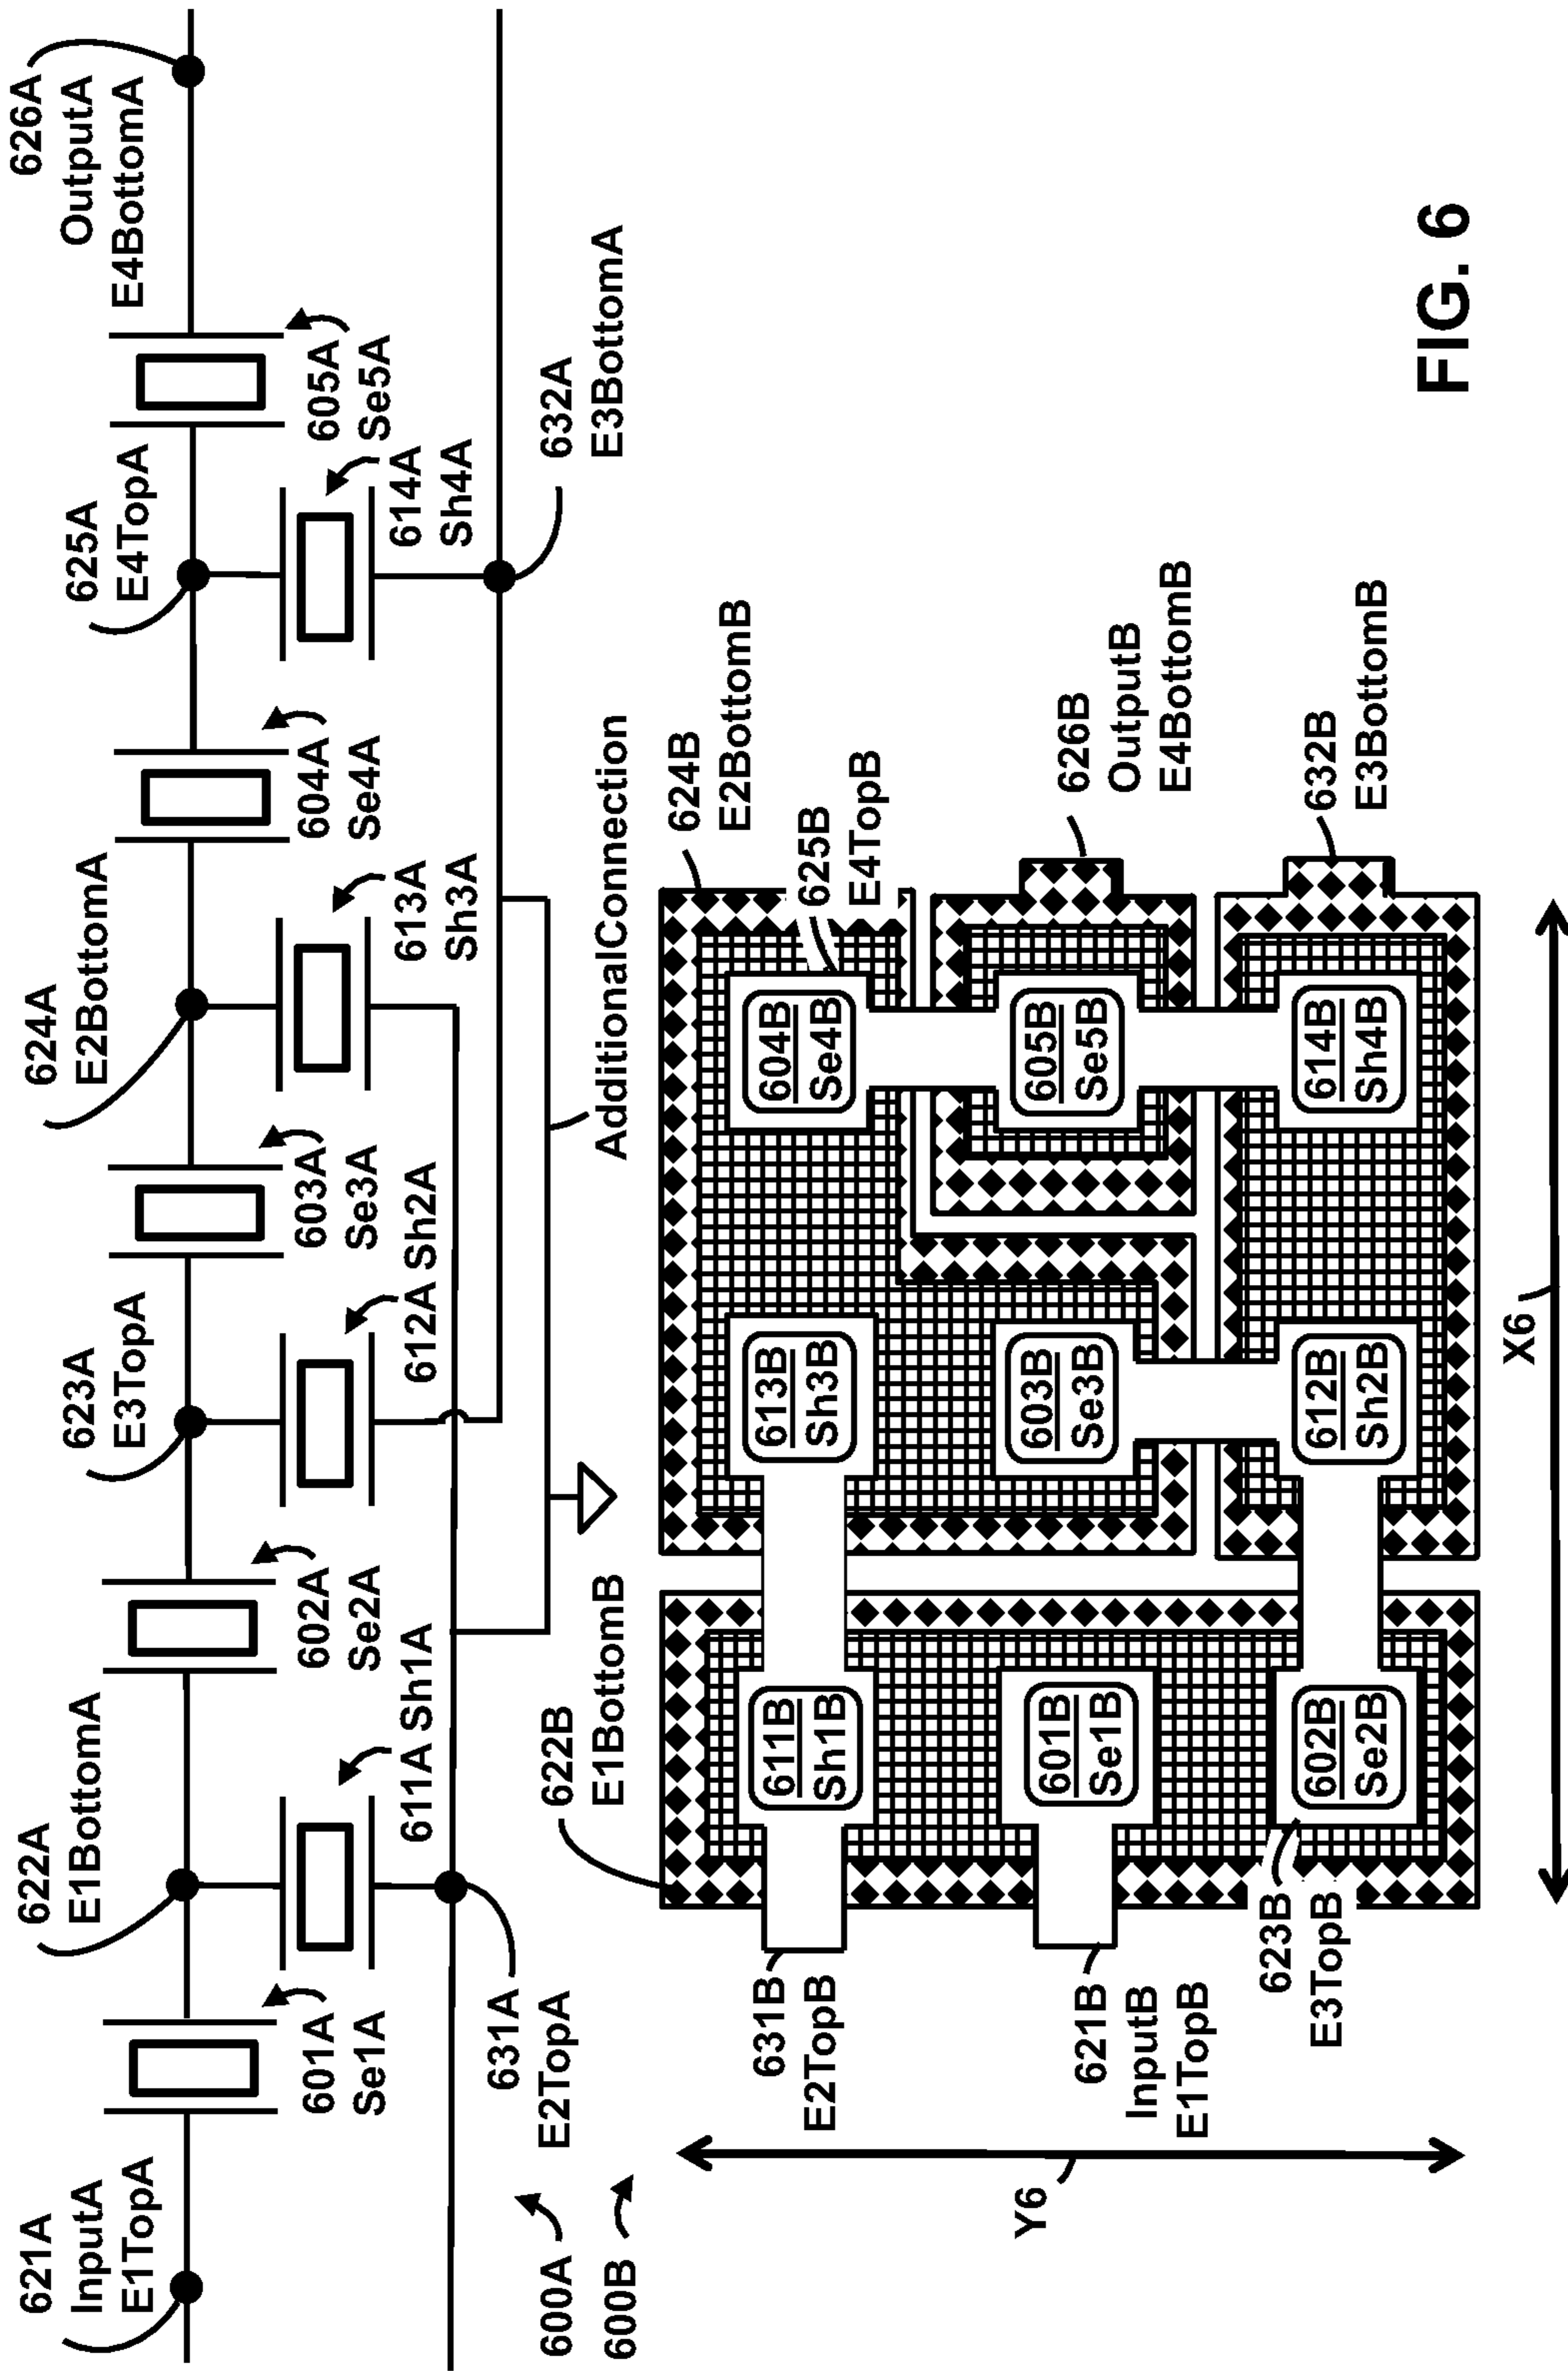 621A
InputA
E1TopA
622A
E1BottomA
623A
E3TopA
624A
E2BottomA
625A
E4TopA
626A
OutputA
E4BottomA
601A
Se1A
602A
Se2A
603A
Se3A
604A
Se4A
605A
Se5A
611A Sh1A
612A Sh2A
613A
Sh3A
614A
Sh4A
631A
E2TopA
632A
E3BottomA
AdditionalConnection
600A
600B
622B
E1BottomB
624B
E2BottomB
625B
E4TopB
626B
OutputB
E4BottomB
632B
E3BottomB
631B
E2TopB
621B
InputB
E1TopB
623B
E3TopB
611B
Sh1B
613B
Sh3B
604B
Se4B
601B
Se1B
603B
Se3B
605B
Se5B
602B
Se2B
612B
Sh2B
614B
Sh4B
Y6
X6
FIG. 6